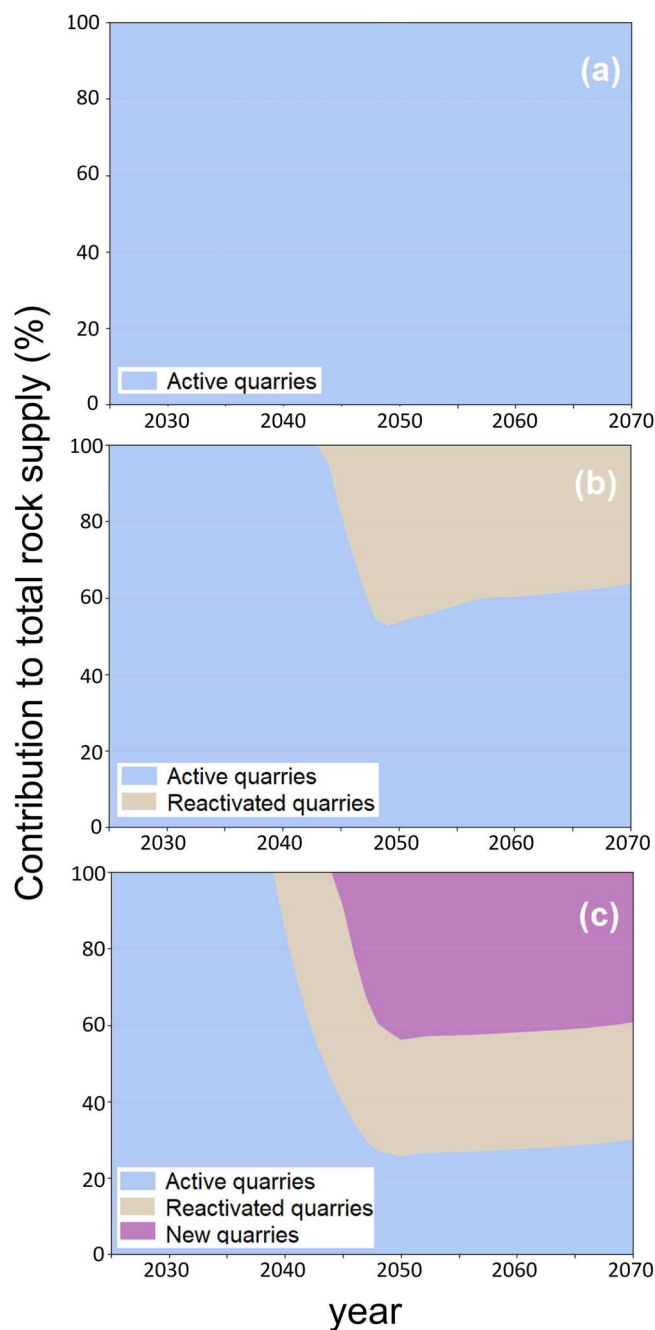 Contribution to total rock supply (%)
100
80
60
40
20
0
(a)
Active quarries
2030 2040 2050 2060 2070
100
80
60
40
20
0
(b)
Active quarries
Reactivated quarries
2030 2040 2050 2060 2070
100
80
60
40
20
0
(c)
Active quarries
Reactivated quarries
New quarries
2030 2040 2050 2060 2070
year